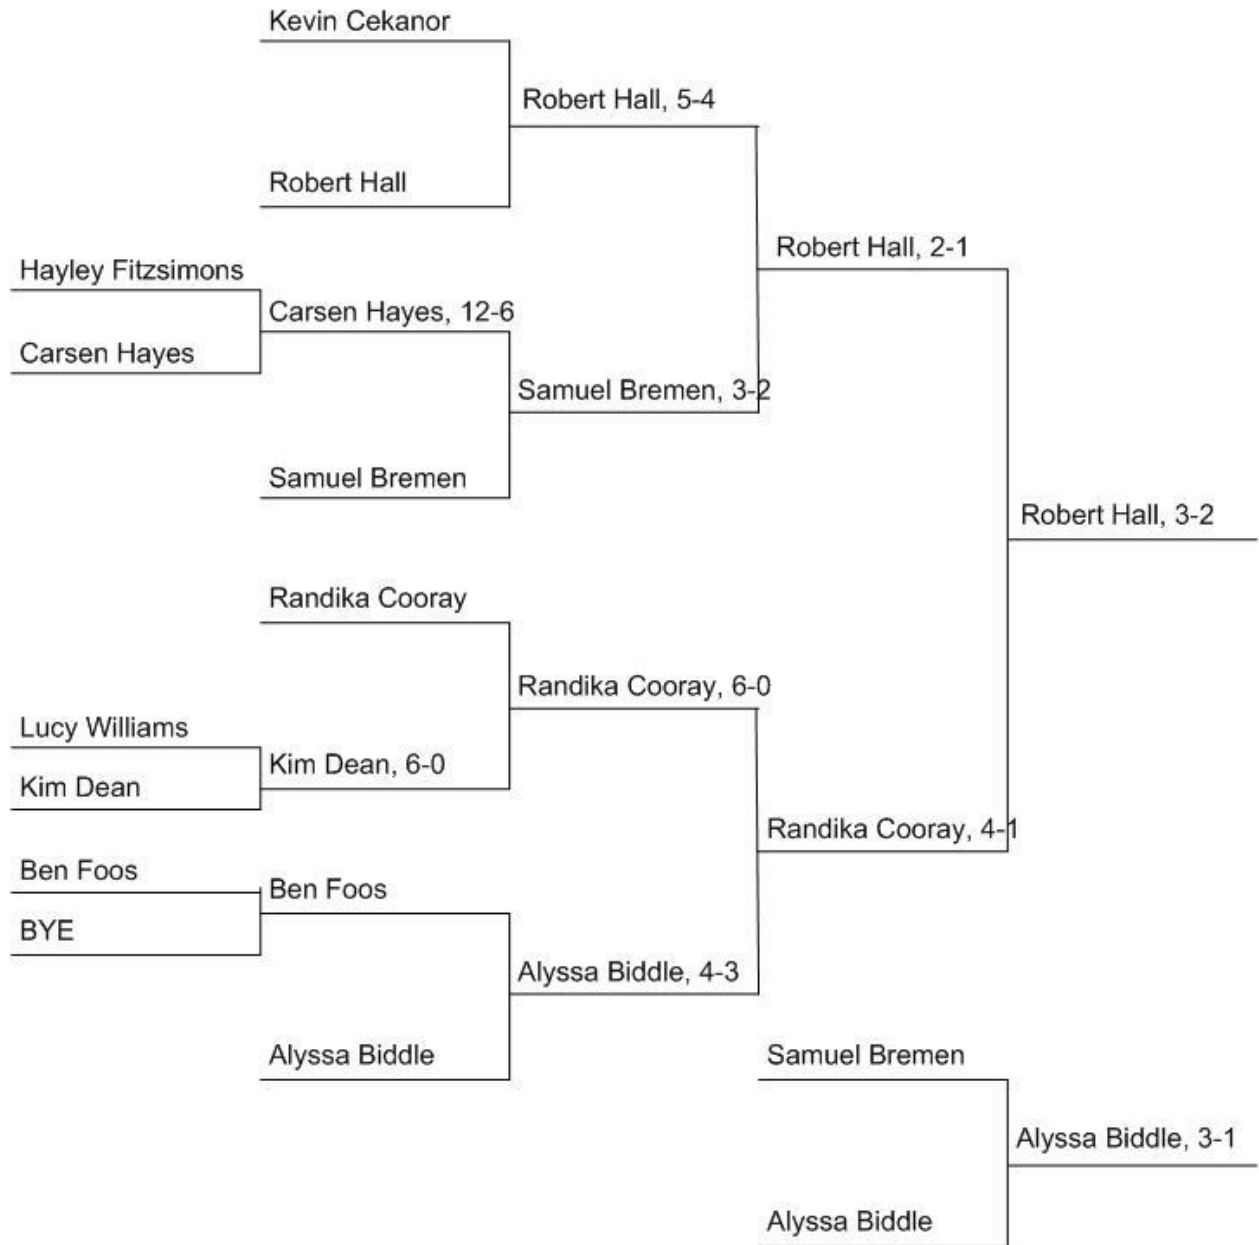 Kevin Cekanor
Robert Hall, 5-4
Robert Hall
Robert Hall, 2-1
Hayley Fitzsimons
Carsen Hayes, 12-6
Carsen Hayes
Samuel Bremen, 3-2
Samuel Bremen
Robert Hall, 3-2
Randika Cooray
Randika Cooray, 6-0
Lucy Williams
Kim Dean, 6-0
Kim Dean
Randika Cooray, 4-1
Ben Foos
Ben Foos
BYE
Alyssa Biddle, 4-3
Alyssa Biddle
Samuel Bremen
Alyssa Biddle, 3-1
Alyssa Biddle